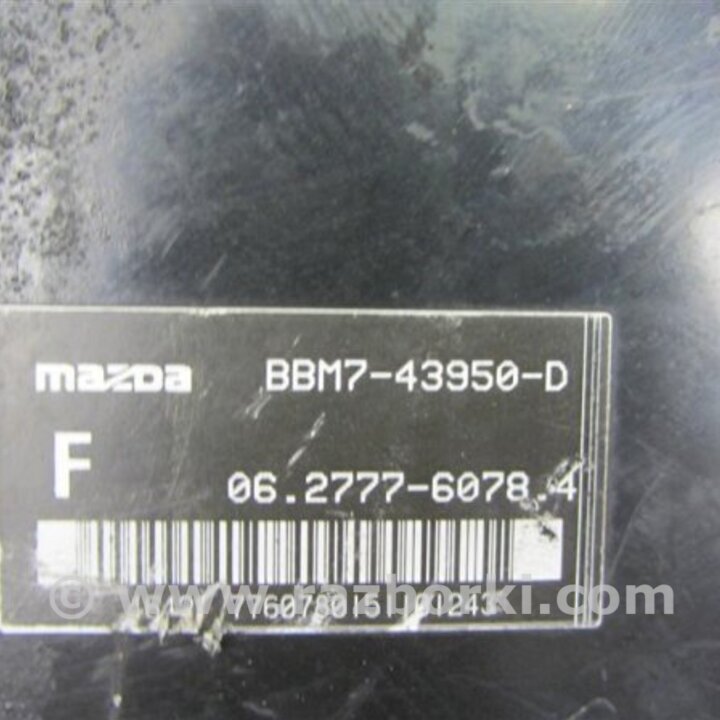 mazda BBM7-43950-D
F
06.2777-6078.4
© www.razborki.com